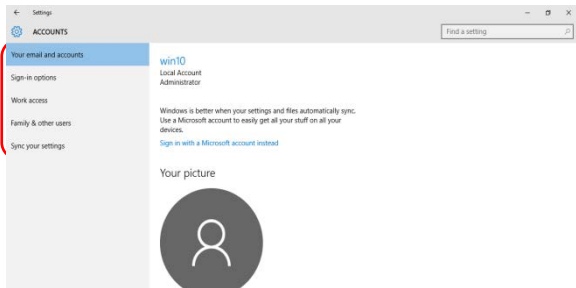 Settings
ACCOUNTS
Find a setting
Your email and accounts
Sign-in options
Work access
Family & other users
Sync your settings
win10
Local Account
Administrator
Windows is better when your settings and files automatically sync.
Use a Microsoft account to easily get all your stuff on all your
devices.
Sign in with a Microsoft account instead
Your picture